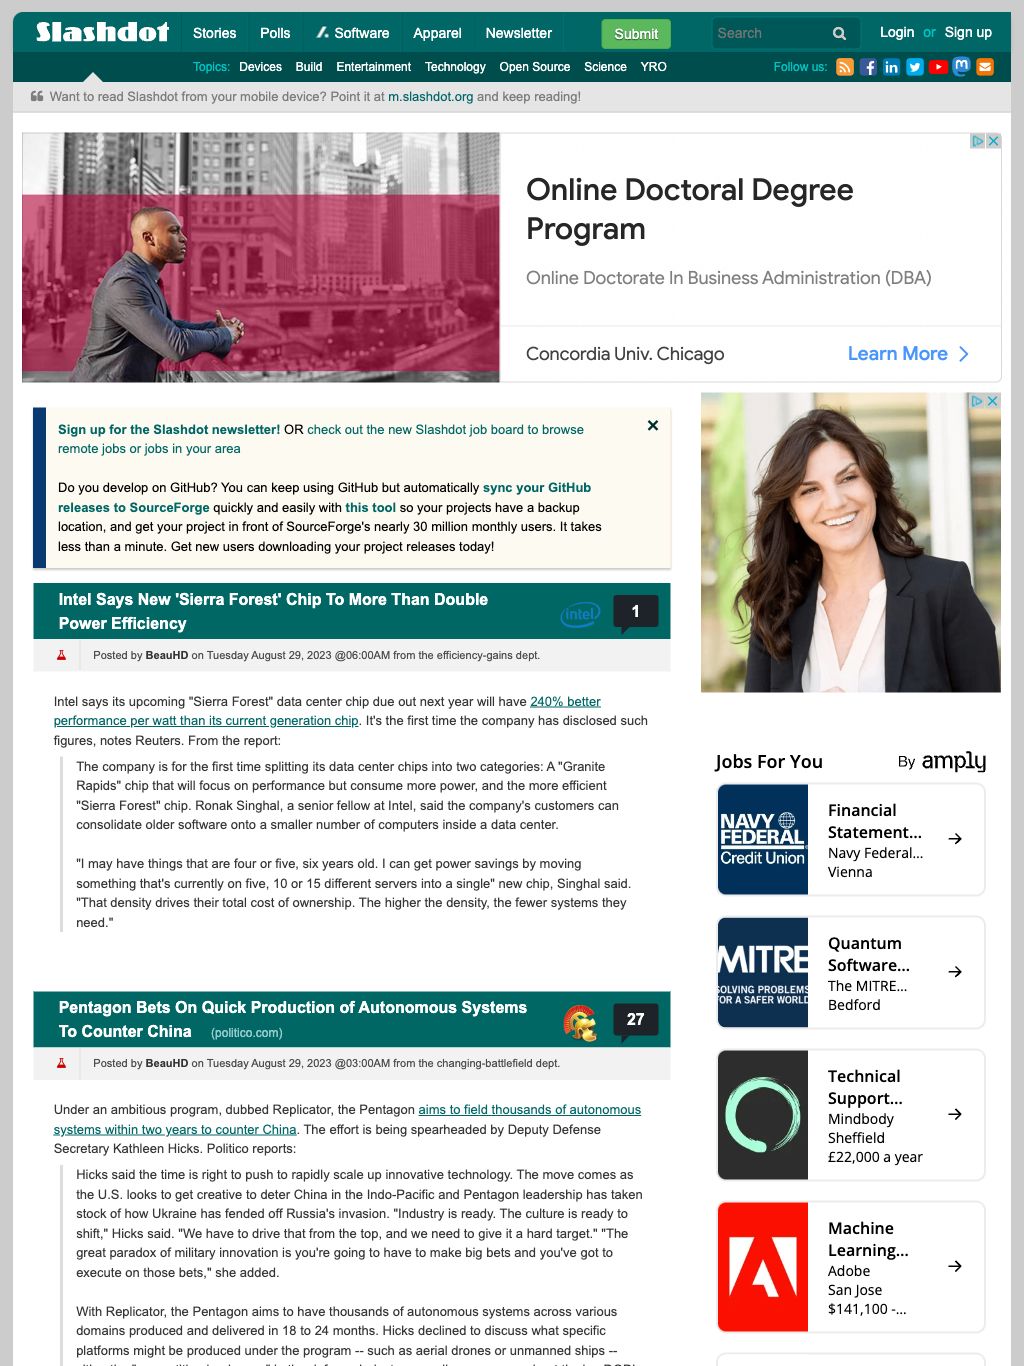 Slashdot
Stories
Polls
Software
Apparel
Newsletter
Submit
Search
Login or Sign up
Topics: Devices Build Entertainment Technology Open Source Science YRO
Follow us:
Want to read Slashdot from your mobile device? Point it at m.slashdot.org and keep reading!
Online Doctoral Degree
Program
Online Doctorate In Business Administration (DBA)
Concordia Univ. Chicago
Learn More
Sign up for the Slashdot newsletter! OR check out the new Slashdot job board to browse
remote jobs or jobs in your area
Do you develop on GitHub? You can keep using GitHub but automatically sync your GitHub
releases to SourceForge quickly and easily with this tool so your projects have a backup
location, and get your project in front of SourceForge's nearly 30 million monthly users. It takes
less than a minute. Get new users downloading your project releases today!
Intel Says New 'Sierra Forest' Chip To More Than Double
Power Efficiency
intel
1
Posted by BeauHD on Tuesday August 29, 2023 @06:00AM from the efficiency-gains dept.
Intel says its upcoming "Sierra Forest" data center chip due out next year will have 240% better
performance per watt than its current generation chip. It's the first time the company has disclosed such
figures, notes Reuters. From the report:
The company is for the first time splitting its data center chips into two categories: A "Granite
Rapids" chip that will focus on performance but consume more power, and the more efficient
"Sierra Forest" chip. Ronak Singhal, a senior fellow at Intel, said the company's customers can
consolidate older software onto a smaller number of computers inside a data center.
"I may have things that are four or five, six years old. I can get power savings by moving
something that's currently on five, 10 or 15 different servers into a single" new chip, Singhal said.
"That density drives their total cost of ownership. The higher the density, the fewer systems they
need."
Pentagon Bets On Quick Production of Autonomous Systems
To Counter China (politico.com)
27
Posted by BeauHD on Tuesday August 29, 2023 @03:00AM from the changing-battlefield dept.
Under an ambitious program, dubbed Replicator, the Pentagon aims to field thousands of autonomous
systems within two years to counter China. The effort is being spearheaded by Deputy Defense
Secretary Kathleen Hicks. Politico reports:
Hicks said the time is right to push to rapidly scale up innovative technology. The move comes as
the U.S. looks to get creative to deter China in the Indo-Pacific and Pentagon leadership has taken
stock of how Ukraine has fended off Russia's invasion. "Industry is ready. The culture is ready to
shift," Hicks said. "We have to drive that from the top, and we need to give it a hard target." "The
great paradox of military innovation is you're going to have to make big bets and you've got to
execute on those bets," she added.
With Replicator, the Pentagon aims to have thousands of autonomous systems across various
domains produced and delivered in 18 to 24 months. Hicks declined to discuss what specific
platforms might be produced under the program -- such as aerial drones or unmanned ships --
Jobs For You
By amply
NAVY
FEDERAL
Credit Union
Financial
Statement...
Navy Federal...
Vienna
MITRE
SOLVING PROBLEMS
FOR A SAFER WORLD
Quantum
Software...
The MITRE...
Bedford
Technical
Support...
Mindbody
Sheffield
£22,000 a year
Machine
Learning...
Adobe
San Jose
$141,100 -...